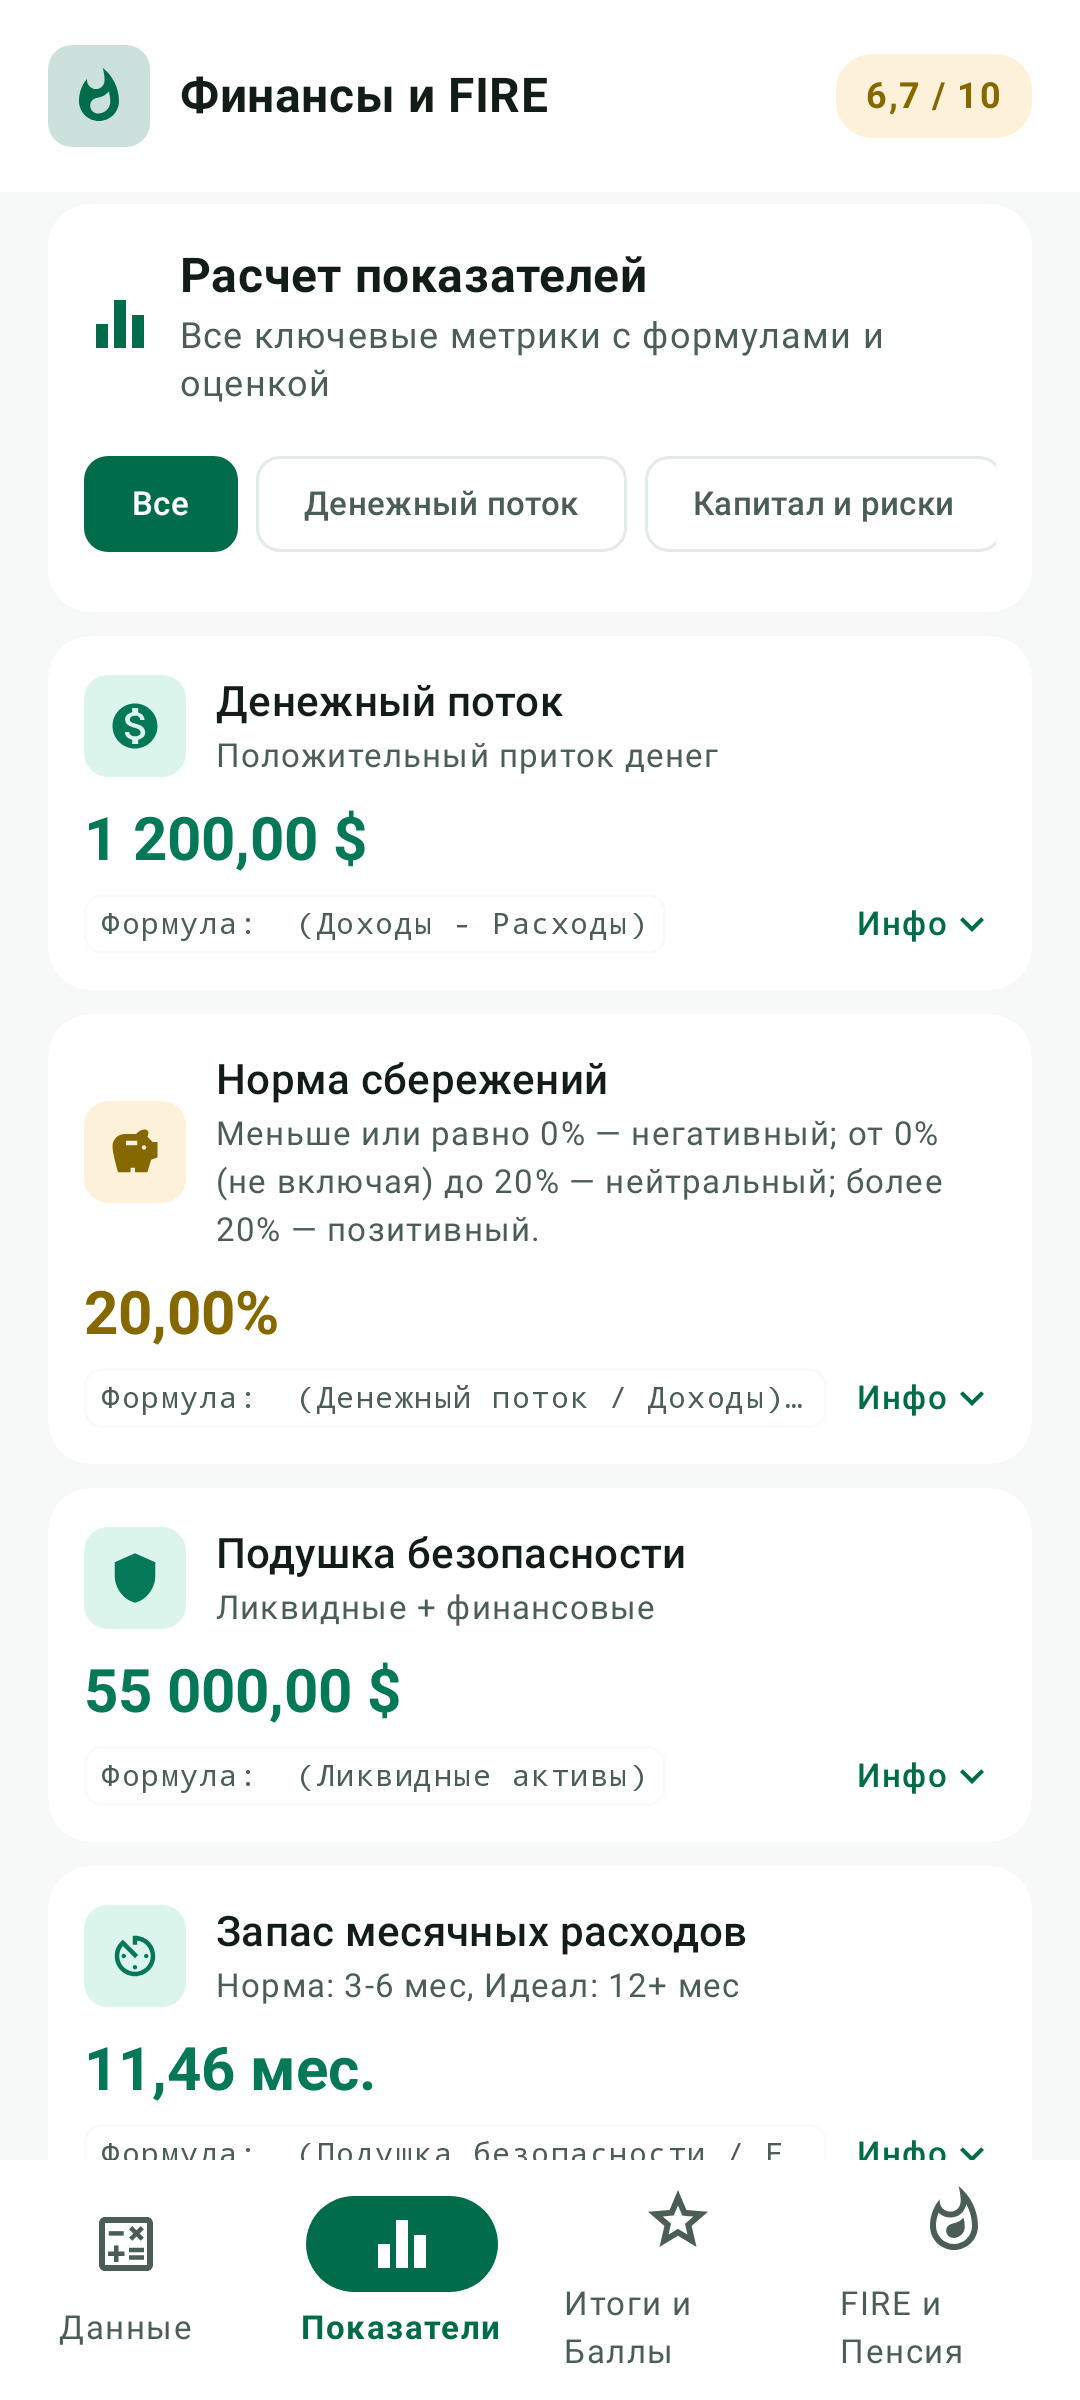 Финансы и FIRE
6,7 / 10
Расчет показателей
Все ключевые метрики с формулами и
оценкой
Все
Денежный поток
Капитал и риски
Денежный поток
Положительный приток денег
1 200,00 $
Формула: (Доходы - Расходы)
Инфо
Норма сбережений
Меньше или равно 0% — негативный; от 0%
(не включая) до 20% — нейтральный; более
20% — позитивный.
20,00%
Формула: (Денежный поток / Доходы)…
Инфо
Подушка безопасности
Ликвидные + финансовые
55 000,00 $
Формула: (Ликвидные активы)
Инфо
Запас месячных расходов
Норма: 3-6 мес, Идеал: 12+ мес
11,46 мес.
Формула: (Подушка безопасности /
Инфо
Данные
Показатели
Итоги и
Баллы
FIRE и
Пенсия